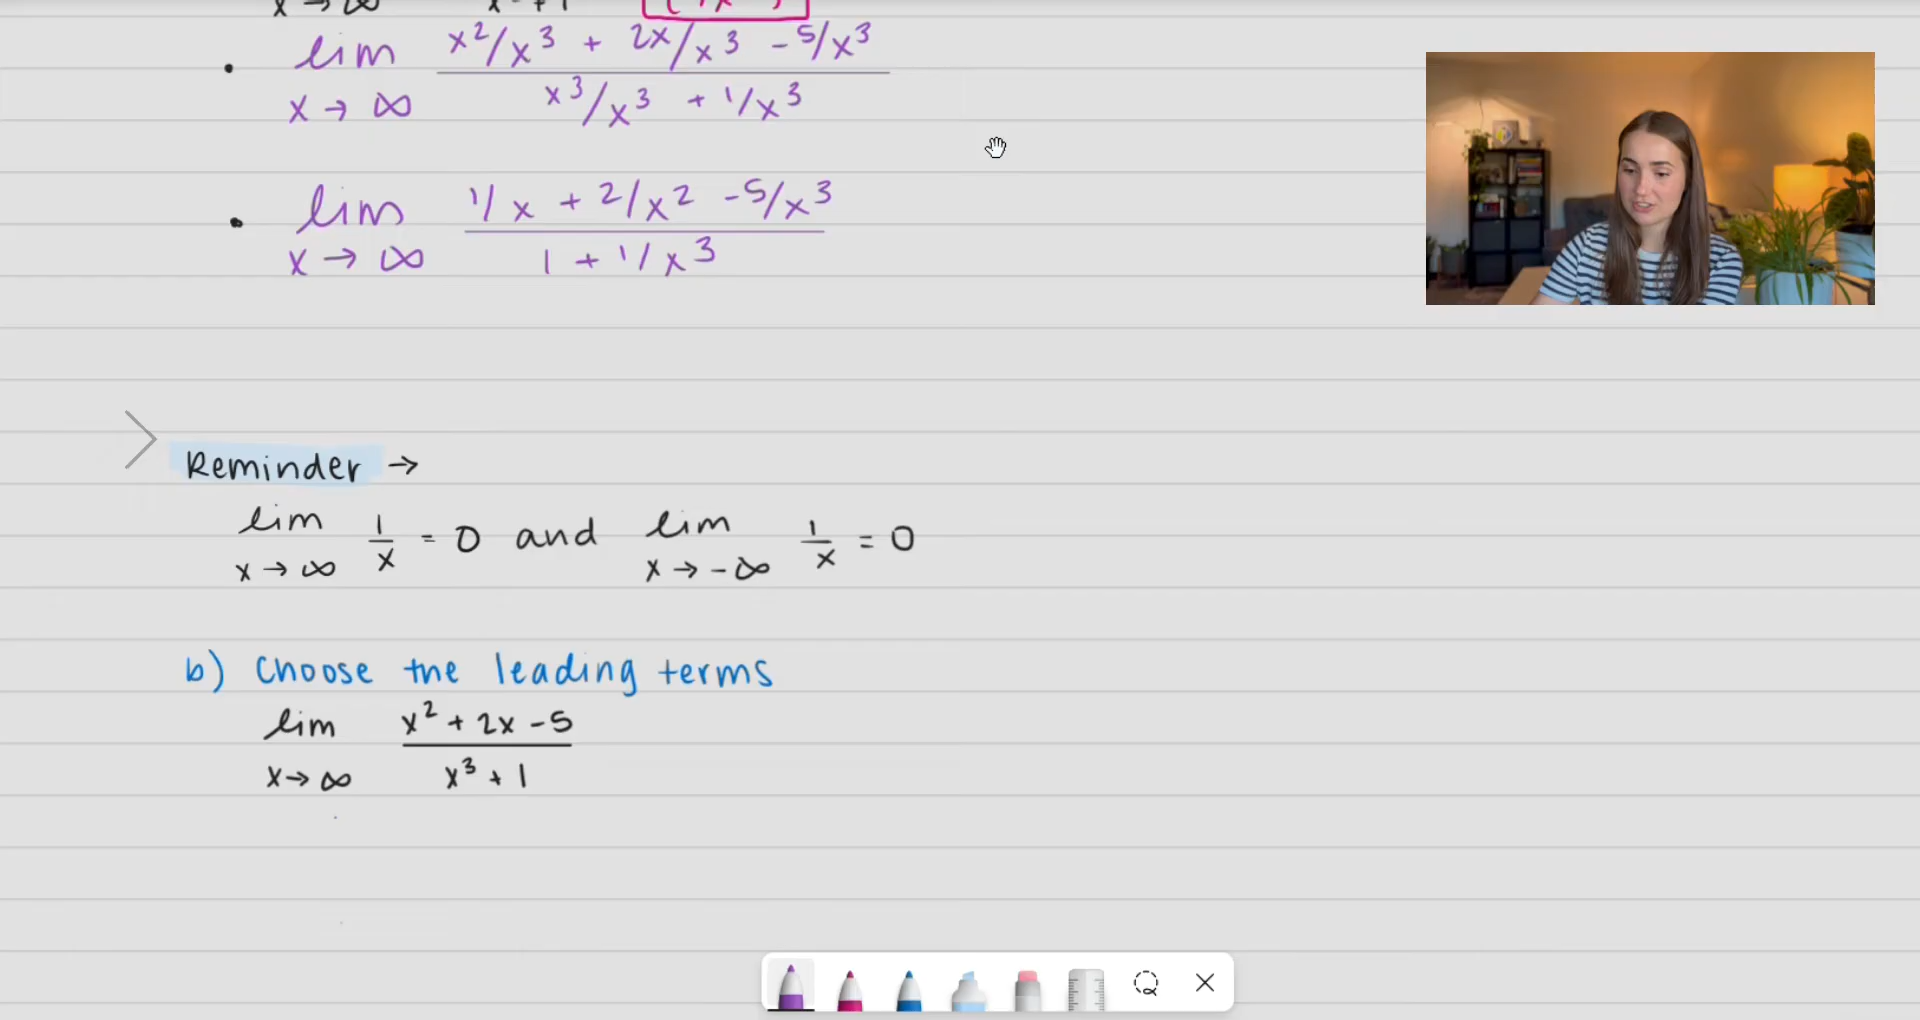 x → ∞
lim x²/x³ + 2x/x³ - 5/x³
x → ∞ x³/x³ + 1/x³
lim 1/x + 2/x² - 5/x³
x → ∞ 1 + 1/x³
Reminder →
lim 1/x = 0 and lim 1/x = 0
x → ∞ x → -∞
b) Choose the leading terms
lim x² + 2x - 5
x → ∞ x³ + 1